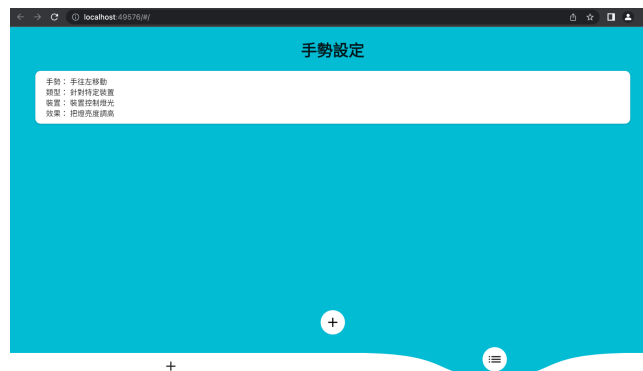 localhost:49576/#/
手勢設定
手勢： 手往左移動
類型： 針對特定裝置
裝置： 裝置控制燈光
效果： 把燈亮度調高